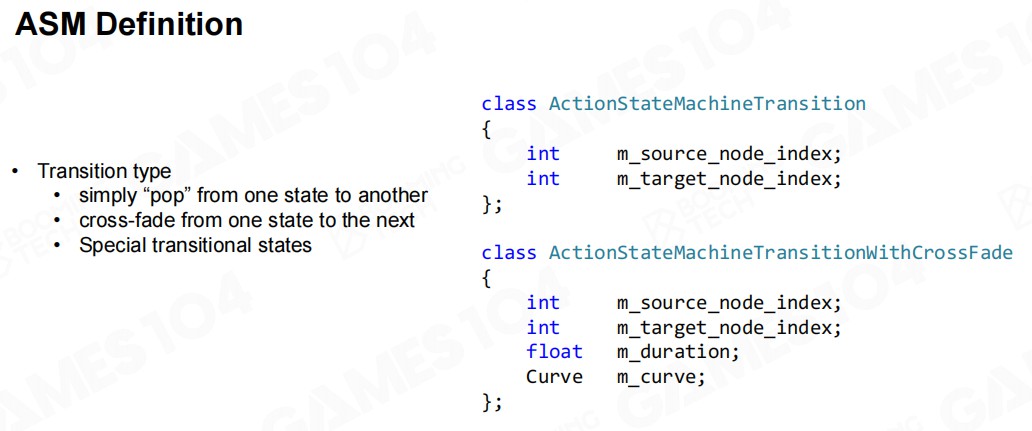 ASM Definition
• Transition type
• simply “pop” from one state to another
• cross-fade from one state to the next
• Special transitional states
class ActionStateMachineTransition
{
int m_source_node_index;
int m_target_node_index;
};
class ActionStateMachineTransitionWithCrossFade
{
int m_source_node_index;
int m_target_node_index;
float m_duration;
Curve m_curve;
};
GAMES104